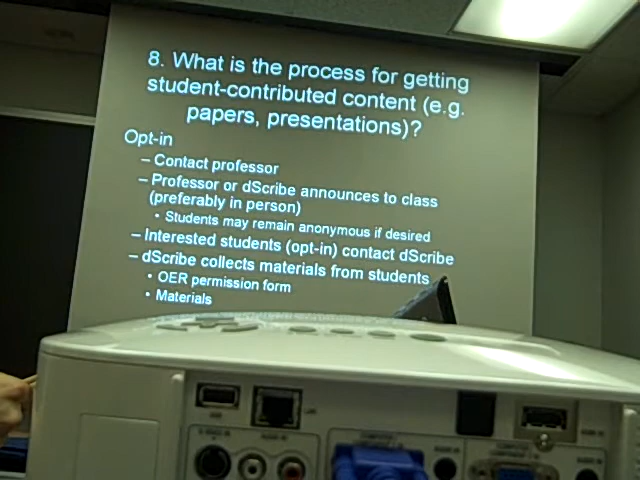 8. What is the process for getting
student-contributed content (e.g.
papers, presentations)?
Opt-in
– Contact professor
– Professor or dScribe announces to class
(preferably in person)
• Students may remain anonymous if desired
– Interested students (opt-in) contact dScribe
– dScribe collects materials from students
• OER permission form
• Materials